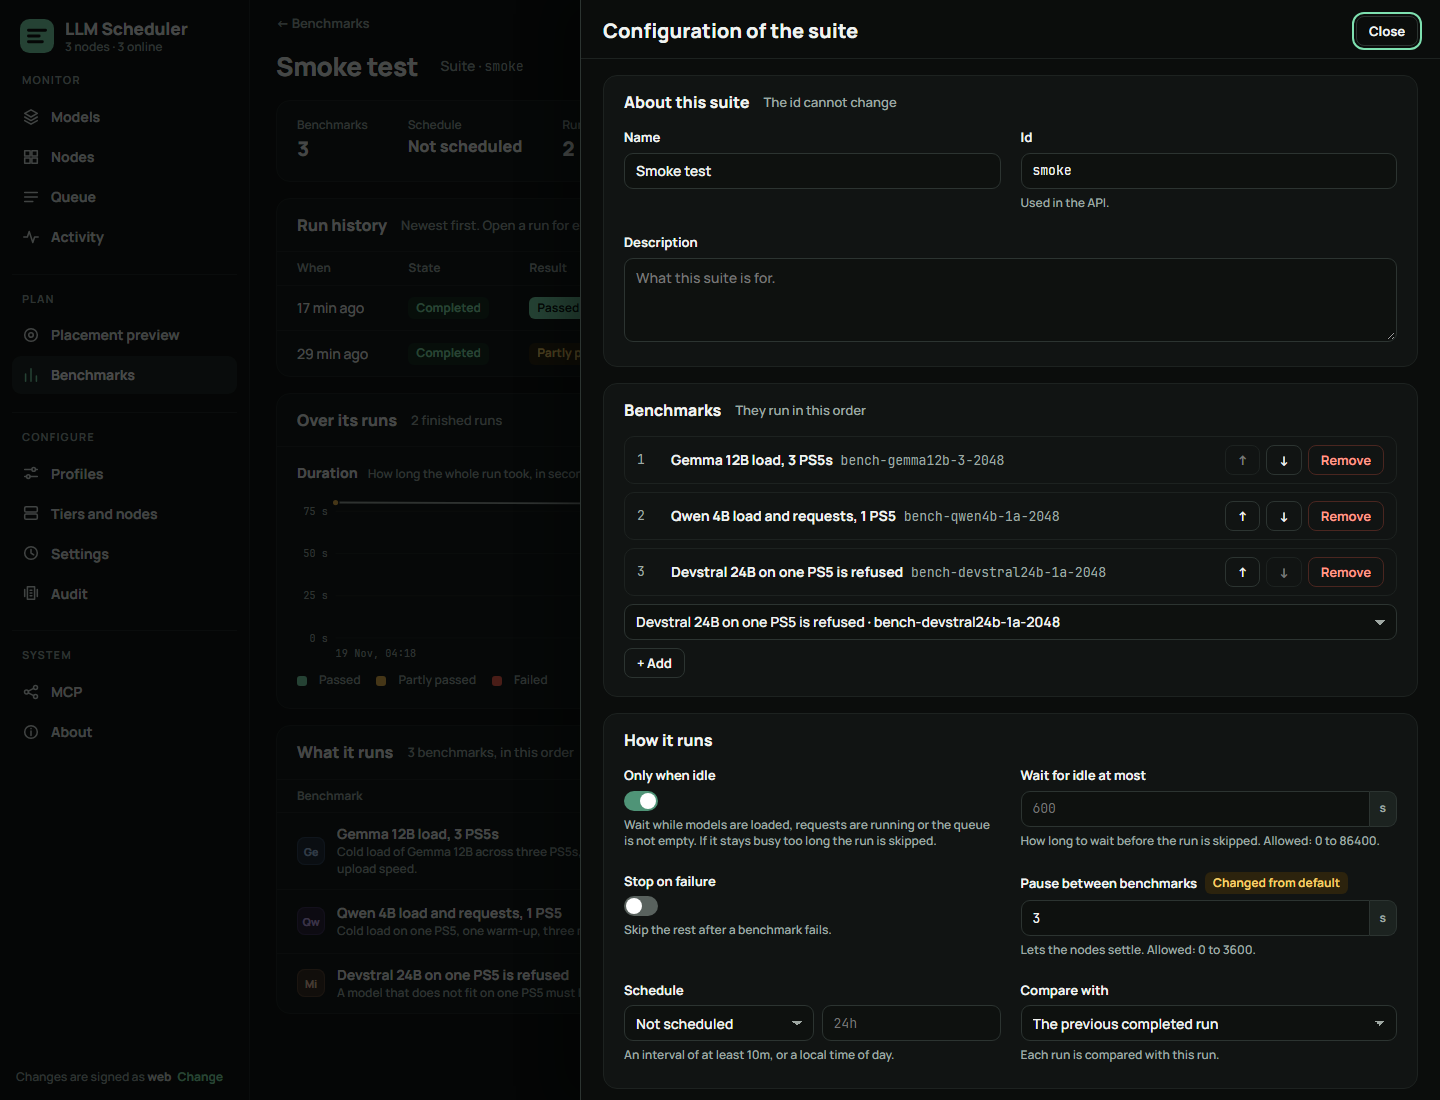 LLM Scheduler
3 nodes · 3 online
MONITOR
Models
Nodes
Queue
Activity
PLAN
Placement preview
Benchmarks
CONFIGURE
Profiles
Tiers and nodes
Settings
Audit
SYSTEM
MCP
About
Changes are signed as web Change
← Benchmarks
Smoke test Suite · smoke
Benchmarks Schedule
3 Not scheduled 2
Run history Newest first. Open a run for
When State Result
17 min ago Completed Passed
29 min ago Completed Partly
Over its runs 2 finished runs
Duration How long the whole run took, in
75 s
50 s
25 s
0 s
19 Nov, 04:18
Passed Partly passed Failed
What it runs 3 benchmarks, in this order
Benchmark
Ge Gemma 12B load, 3 PS5s
Cold load of Gemma 12B across three PS5s,
upload speed.
Qw Qwen 4B load and requests, 1 PS5
Cold load on one PS5, one warm-up, three
Mi Devstral 24B on one PS5 is refused
A model that does not fit on one PS5 must
Configuration of the suite Close
About this suite The id cannot change
Name Id
Smoke test smoke
Used in the API.
Description
What this suite is for.
Benchmarks They run in this order
1 Gemma 12B load, 3 PS5s bench-gemma12b-3-2048 ↑ ↓ Remove
2 Qwen 4B load and requests, 1 PS5 bench-qwen4b-1a-2048 ↑ ↓ Remove
3 Devstral 24B on one PS5 is refused bench-devstral24b-1a-2048 ↑ ↓ Remove
Devstral 24B on one PS5 is refused · bench-devstral24b-1a-2048
+ Add
How it runs
Only when idle Wait for idle at most
600 s
Wait while models are loaded, requests are running or the queue
is not empty. If it stays busy too long the run is skipped.
How long to wait before the run is skipped. Allowed: 0 to 86400.
Stop on failure Pause between benchmarks Changed from default
3 s
Skip the rest after a benchmark fails.
Lets the nodes settle. Allowed: 0 to 3600.
Schedule Compare with
Not scheduled 24h The previous completed run
An interval of at least 10m, or a local time of day. Each run is compared with this run.